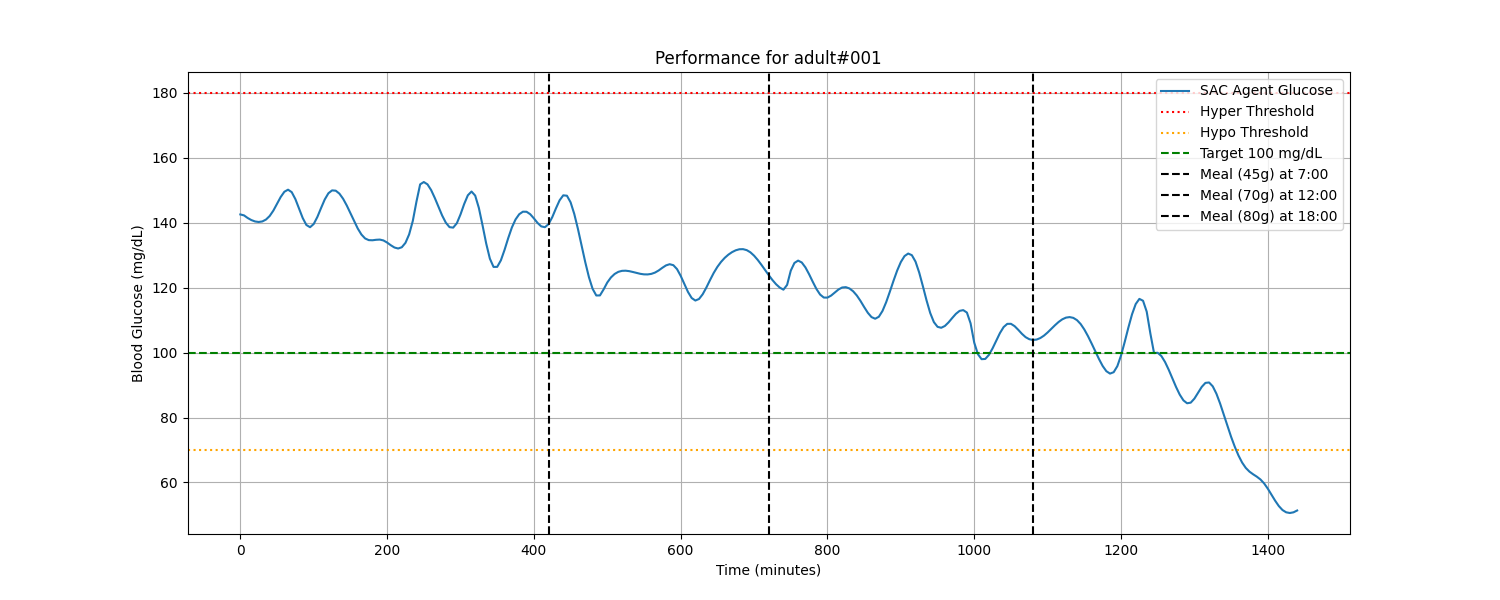 Performance for adult#001
Blood Glucose (mg/dL)
180
160
140
120
100
80
60
SAC Agent Glucose
Hyper Threshold
Hypo Threshold
Target 100 mg/dL
Meal (45g) at 7:00
Meal (70g) at 12:00
Meal (80g) at 18:00
0 200 400 600 800 1000 1200 1400
Time (minutes)